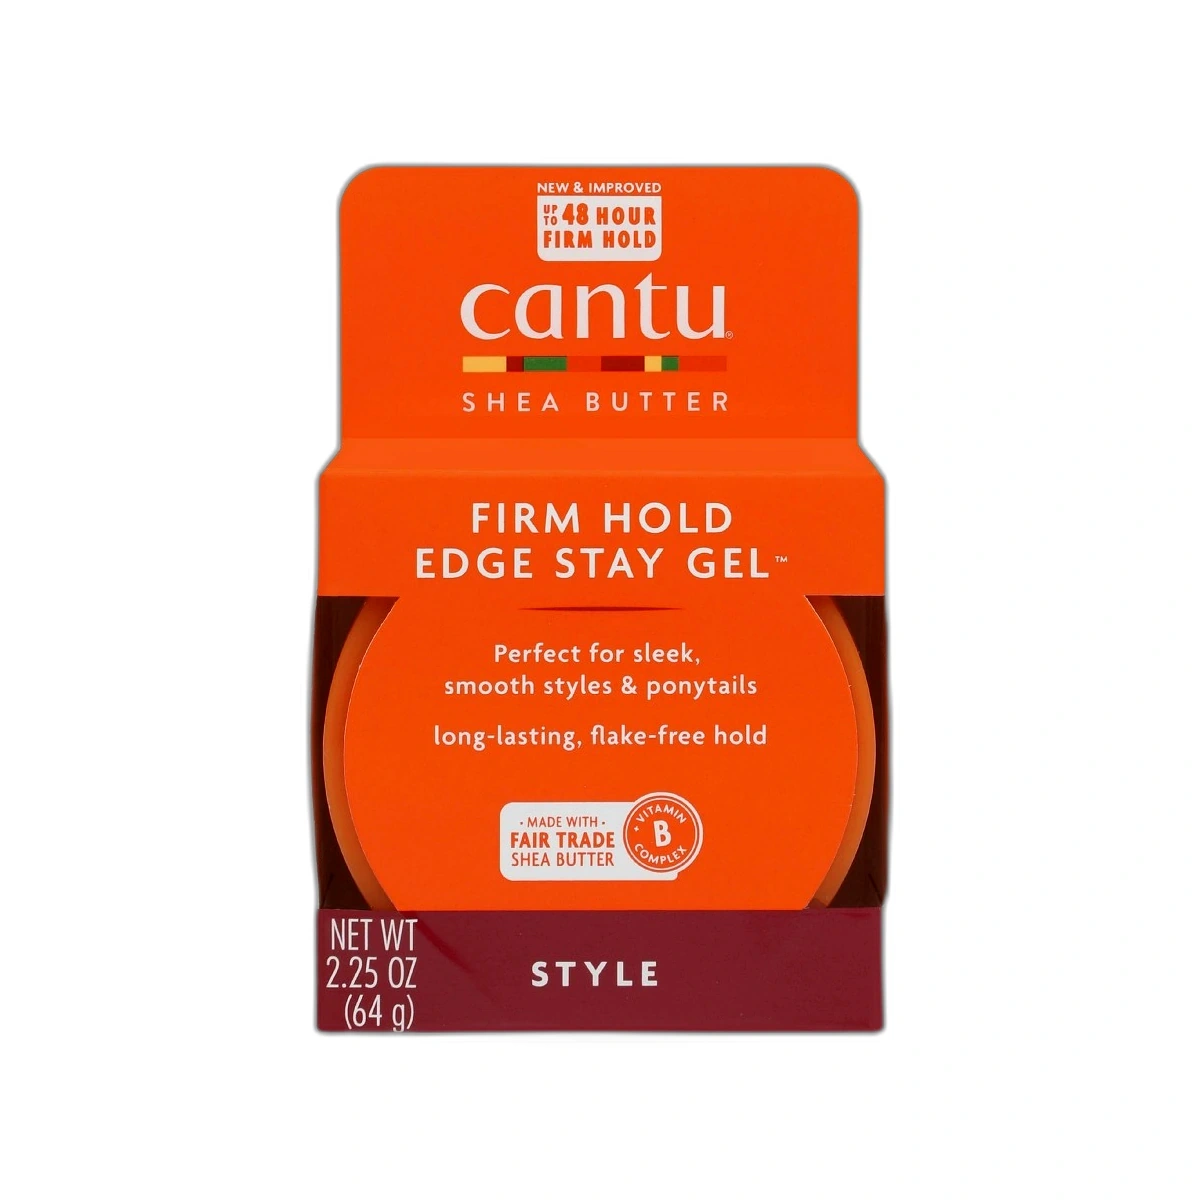 NEW & IMPROVED
UP TO 48 HOUR
FIRM HOLD
cantu®
SHEA BUTTER
FIRM HOLD
EDGE STAY GEL™
Perfect for sleek,
smooth styles & ponytails
long-lasting, flake-free hold
• MADE WITH •
FAIR TRADE
SHEA BUTTER
+ VITAMIN
B
COMPLEX
NET WT
2.25 OZ
(64 g)
STYLE